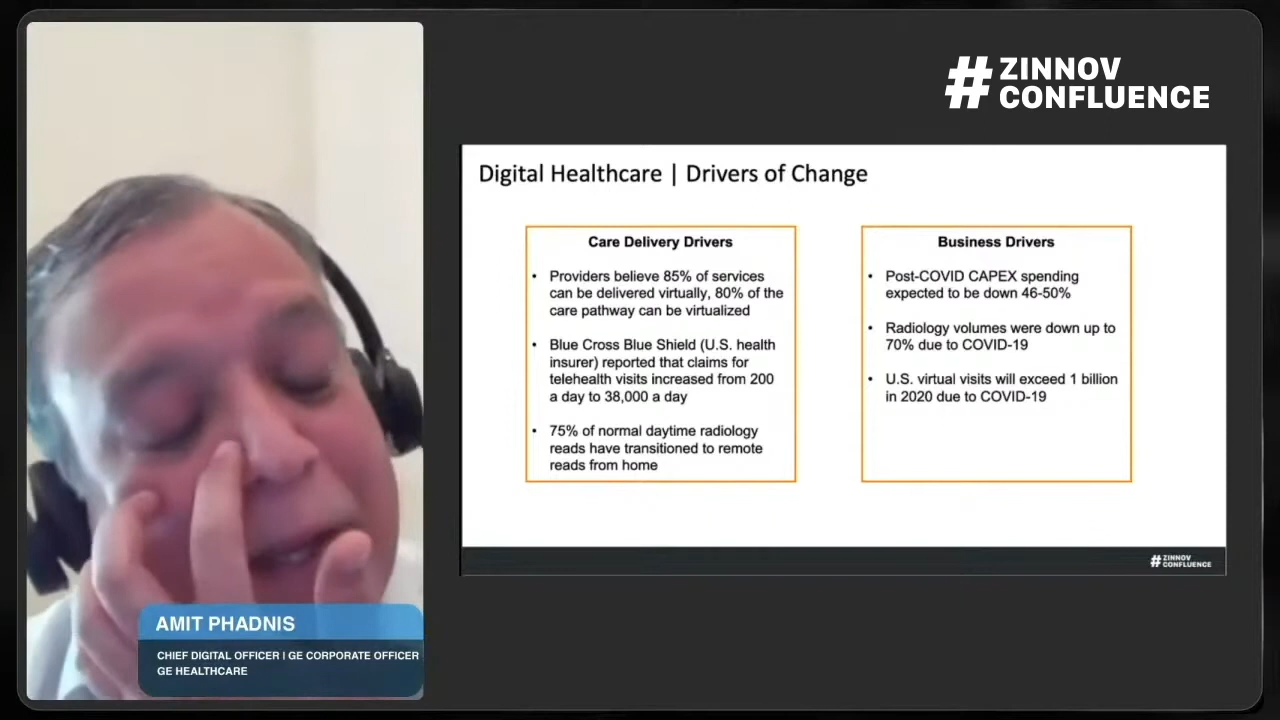 # ZINNOV
CONFLUENCE
Digital Healthcare | Drivers of Change
Care Delivery Drivers
• Providers believe 85% of services
can be delivered virtually, 80% of the
care pathway can be virtualized
• Blue Cross Blue Shield (U.S. health
insurer) reported that claims for
telehealth visits increased from 200
a day to 38,000 a day
• 75% of normal daytime radiology
reads have transitioned to remote
reads from home
Business Drivers
• Post-COVID CAPEX spending
expected to be down 46-50%
• Radiology volumes were down up to
70% due to COVID-19
• U.S. virtual visits will exceed 1 billion
in 2020 due to COVID-19
# ZINNOV
CONFLUENCE
AMIT PHADNIS
CHIEF DIGITAL OFFICER | GE CORPORATE OFFICER
GE HEALTHCARE